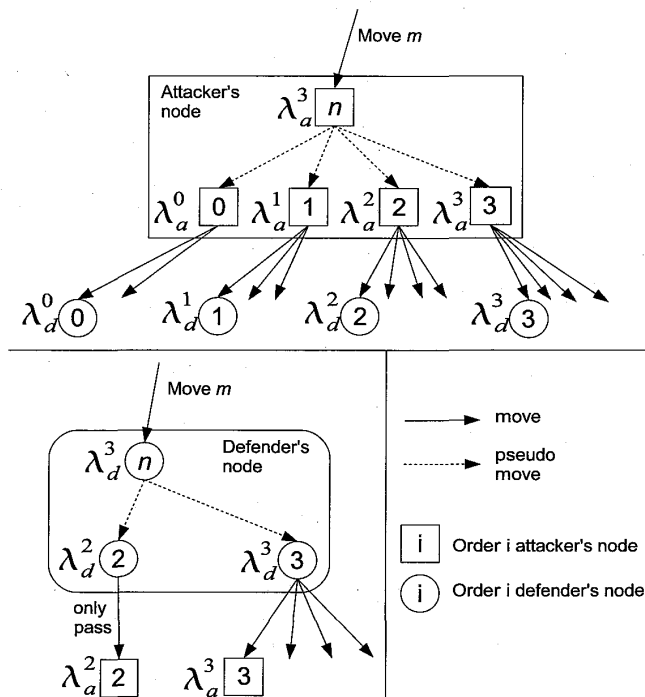 Move m
Attacker's
node
λ_a^3 n
λ_a^0 0 λ_a^1 1 λ_a^2 2 λ_a^3 3
λ_d^0 0 λ_d^1 1 λ_d^2 2 λ_d^3 3
Move m
Defender's
node
λ_d^3 n
λ_d^2 2 λ_d^3 3
only
pass
λ_a^2 2 λ_a^3 3
move
pseudo
move
i Order i attacker's node
i Order i defender's node